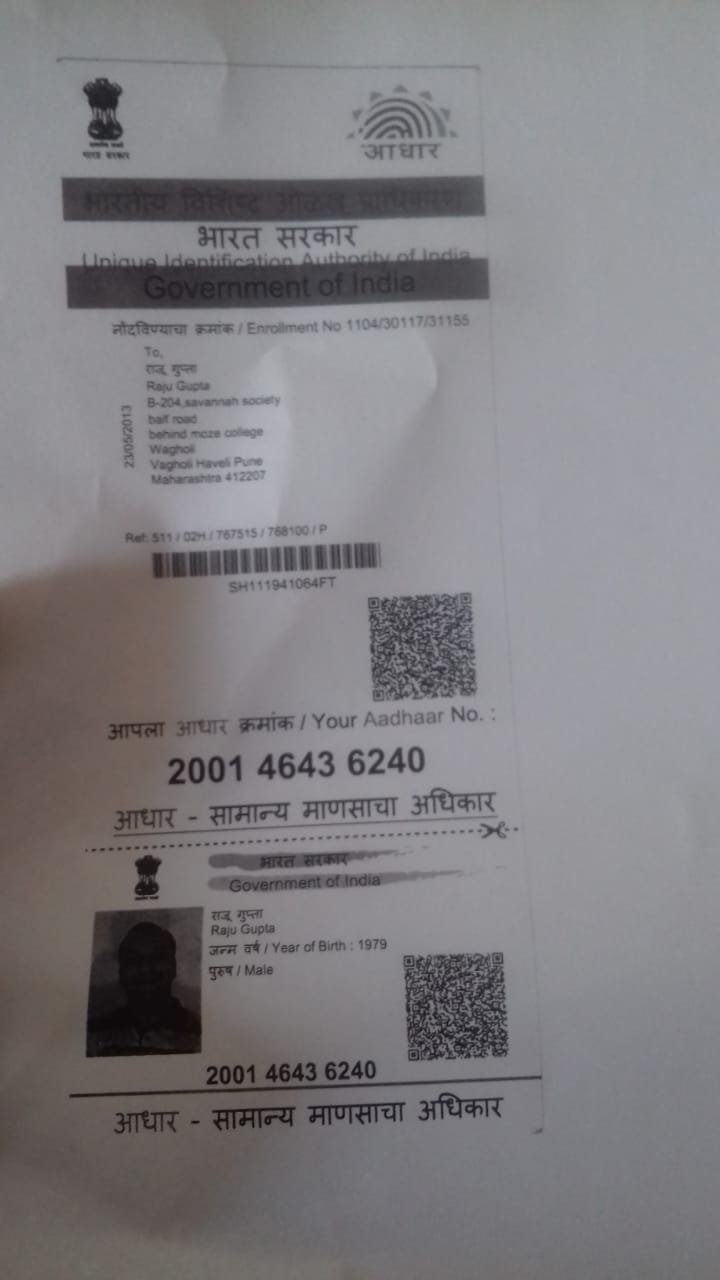 भारत सरकार
आधार
भारतीय विशिष्ट ओळख प्राधिकरण
भारत सरकार
Unique Identification Authority of India
Government of India
नोंदविण्याचा क्रमांक / Enrollment No 1104/30117/31155
To,
राजू गुप्ता
Raju Gupta
B-204,savannah society
baif road
behind moze college
Wagholi
Vagholi Haveli Pune
Maharashtra 412207
23/05/2013
Ref: 511 / 02H / 767515 / 768100 / P
SH111941064FT
आपला आधार क्रमांक / Your Aadhaar No. :
2001 4643 6240
आधार - सामान्य माणसाचा अधिकार
भारत सरकार
Government of India
राजू गुप्ता
Raju Gupta
जन्म वर्ष / Year of Birth : 1979
पुरुष / Male
2001 4643 6240
आधार - सामान्य माणसाचा अधिकार